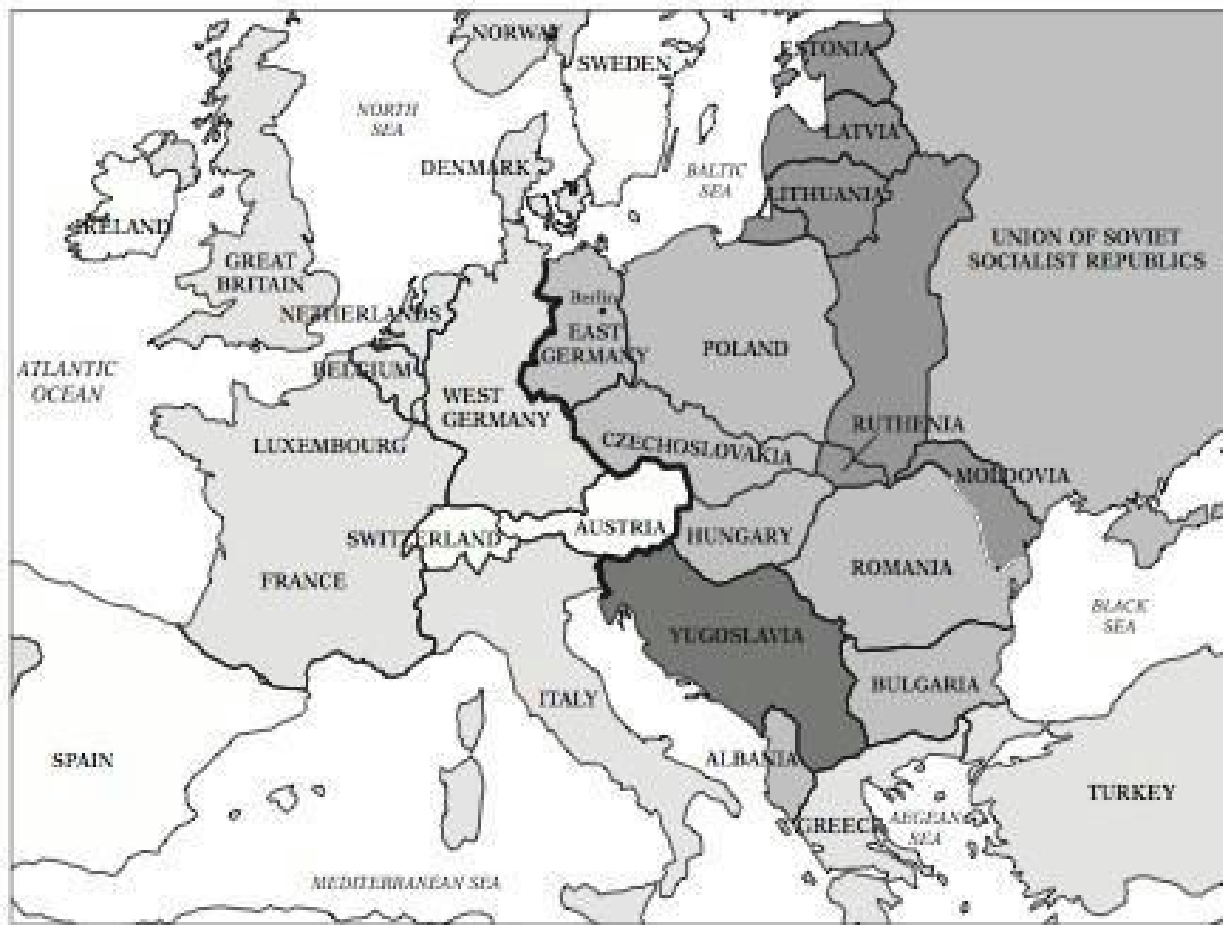 NORWAY
SWEDEN
ESTONIA
NORTH
SEA
LATVIA
DENMARK
BALTIC
SEA
LITHUANIA
IRELAND
UNION OF SOVIET
SOCIALIST REPUBLICS
GREAT
BRITAIN
NETHERLANDS
Berlin
EAST
GERMANY
POLAND
ATLANTIC
OCEAN
BELGIUM
WEST
GERMANY
LUXEMBOURG
CZECHOSLOVAKIA
RUTHENIA
MOLDOVIA
SWITZERLAND
AUSTRIA
HUNGARY
FRANCE
ROMANIA
BLACK
SEA
YUGOSLAVIA
ITALY
BULGARIA
SPAIN
ALBANIA
TURKEY
GREECE
AEGEAN
SEA
MEDITERRANEAN SEA